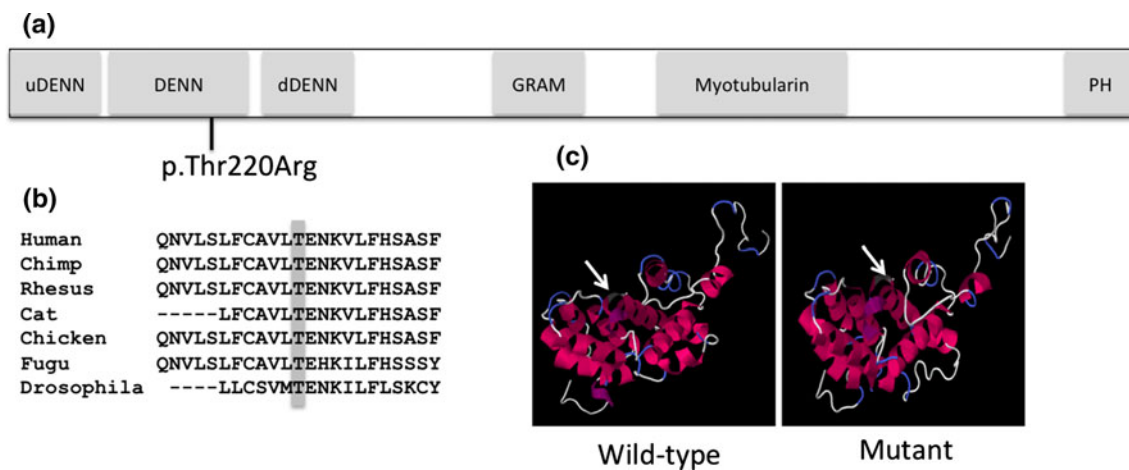 (a)
uDENN DENN dDENN GRAM Myotubularin PH
p.Thr220Arg
(b)
Human QNVLSLFCAVLTENKVLFHSASF
Chimp QNVLSLFCAVLTENKVLFHSASF
Rhesus QNVLSLFCAVLTENKVLFHSASF
Cat -----LFCAVLTENKVLFHSASF
Chicken QNVLSLFCAVLTENKVLFHSASF
Fugu QNVLSLFCAVLTEHKILFHSSSY
Drosophila ----LLCSVMTENKILFLSKCY
(c)
Wild-type Mutant